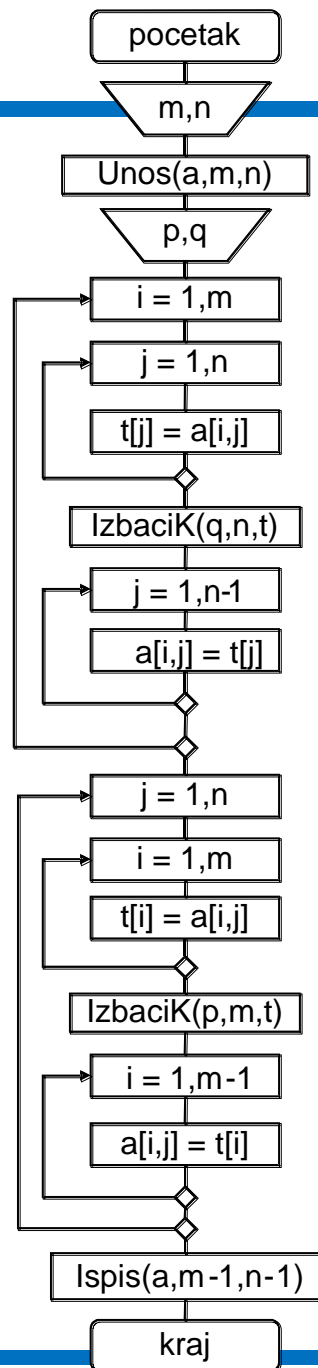 pocetak
m,n
Unos(a,m,n)
p,q
i = 1,m
j = 1,n
t[j] = a[i,j]
IzbaciK(q,n,t)
j = 1,n-1
a[i,j] = t[j]
j = 1,n
i = 1,m
t[i] = a[i,j]
IzbaciK(p,m,t)
i = 1,m-1
a[i,j] = t[i]
Ispis(a,m-1,n-1)
kraj